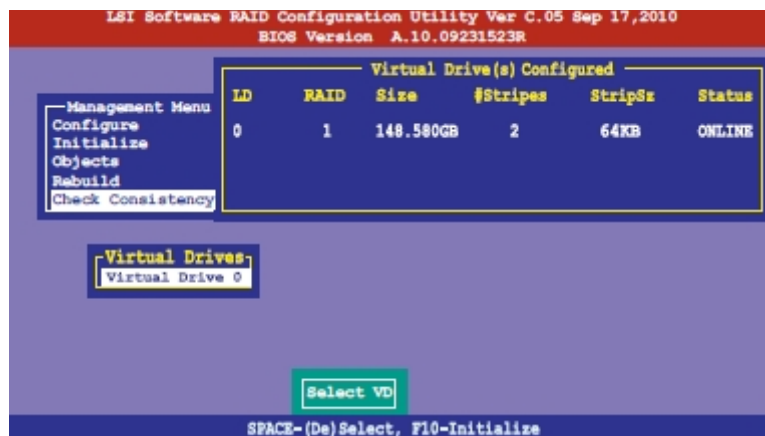 LSI Software RAID Configuration Utility Ver C.05 Sep 17,2010
BIOS Version A.10.09231523R
Virtual Drive(s) Configured
LD RAID Size #Stripes StripSz Status
0 1 148.580GB 2 64KB ONLINE
Management Menu
Configure
Initialize
Objects
Rebuild
Check Consistency
Virtual Drives
Virtual Drive 0
Select VD
SPACE-(De)Select, F10-Initialize